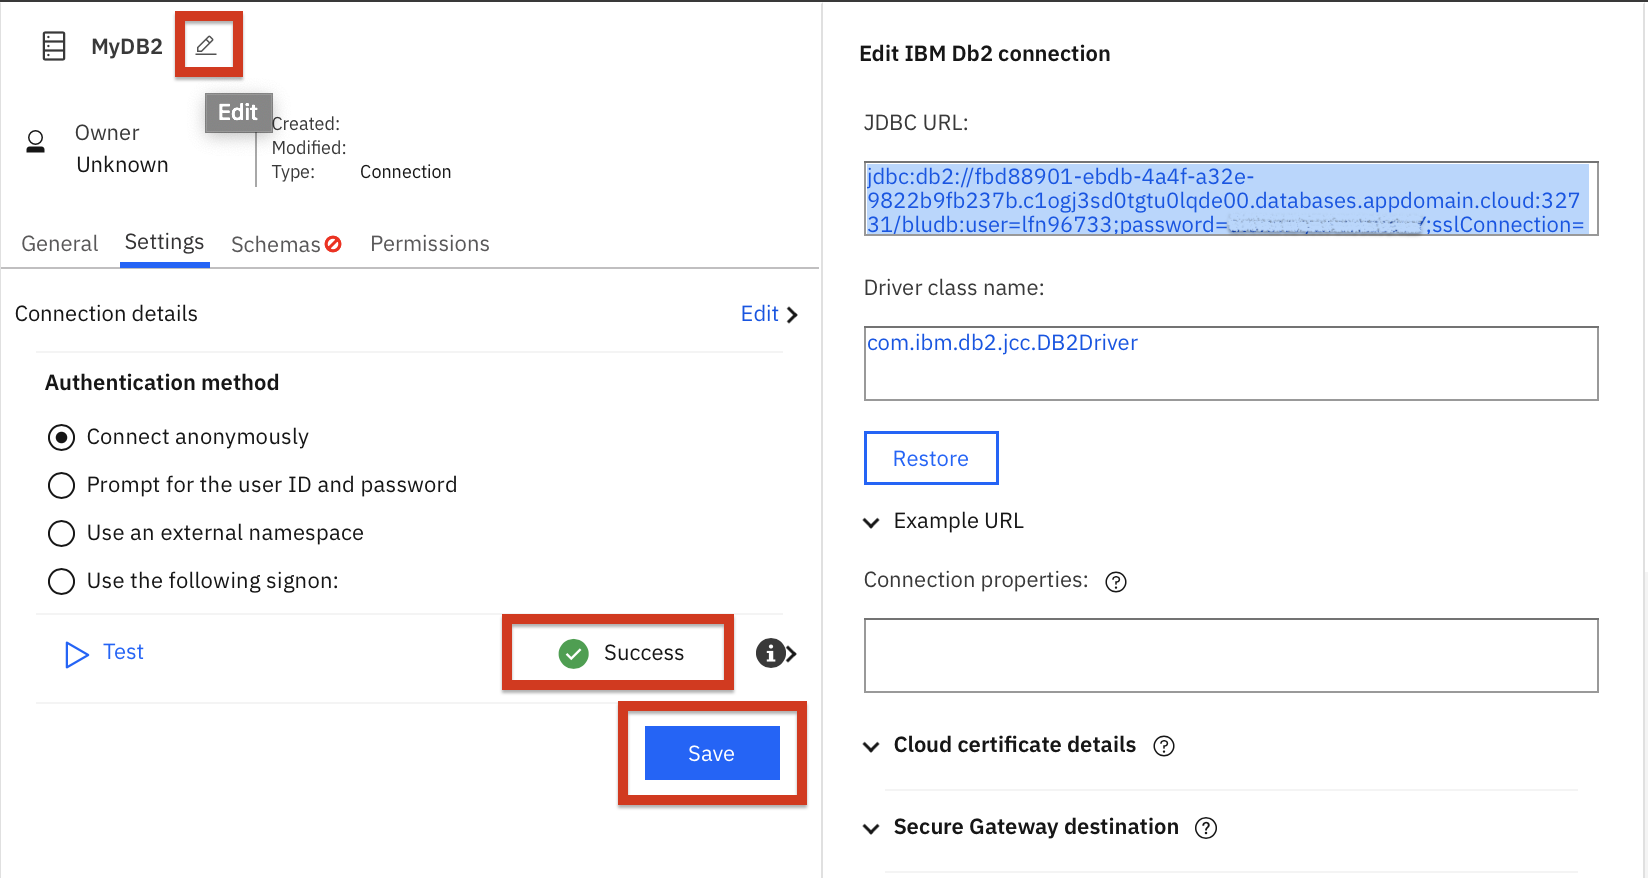 MyDB2
Edit
Owner
Unknown
Created:
Modified:
Type: Connection
General Settings Schemas Permissions
Connection details Edit
Authentication method
Connect anonymously
Prompt for the user ID and password
Use an external namespace
Use the following signon:
Test Success
Save
Edit IBM Db2 connection
JDBC URL:
jdbc:db2://fbd88901-ebdb-4a4f-a32e-
9822b9fb237b.c1ogj3sd0tgtu0lqde00.databases.appdomain.cloud:327
31/bludb:user=lfn96733;password= ;sslConnection=
Driver class name:
com.ibm.db2.jcc.DB2Driver
Restore
Example URL
Connection properties:
Cloud certificate details
Secure Gateway destination